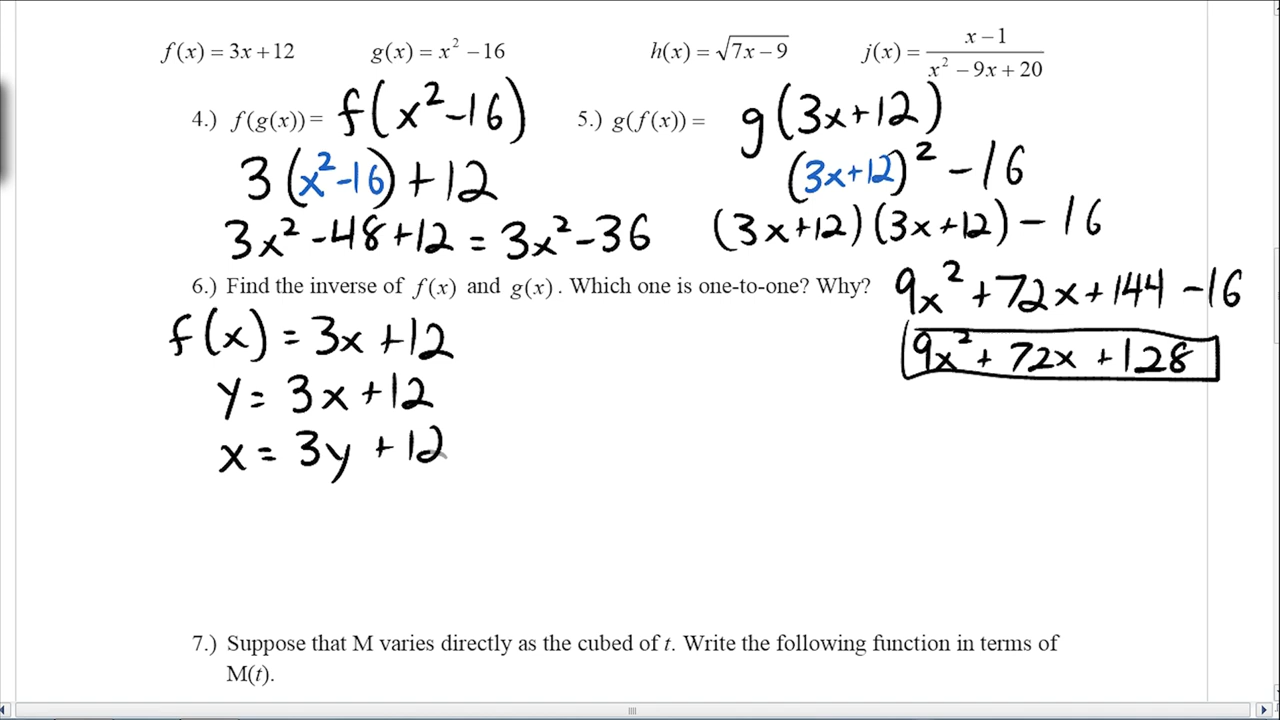 f(x) = 3x + 12 g(x) = x² − 16 h(x) = √(7x − 9) j(x) = (x − 1)/(x² − 9x + 20)
4.) f(g(x)) = f(x² − 16) 5.) g(f(x)) = g(3x + 12)
3(x² − 16) + 12 (3x + 12)² − 16
3x² − 48 + 12 = 3x² − 36 (3x + 12)(3x + 12) − 16
6.) Find the inverse of f(x) and g(x). Which one is one-to-one? Why? 9x² + 72x + 144 − 16
f(x) = 3x + 12 9x² + 72x + 128
y = 3x + 12
x = 3y + 12
7.) Suppose that M varies directly as the cubed of t. Write the following function in terms of
M(t).